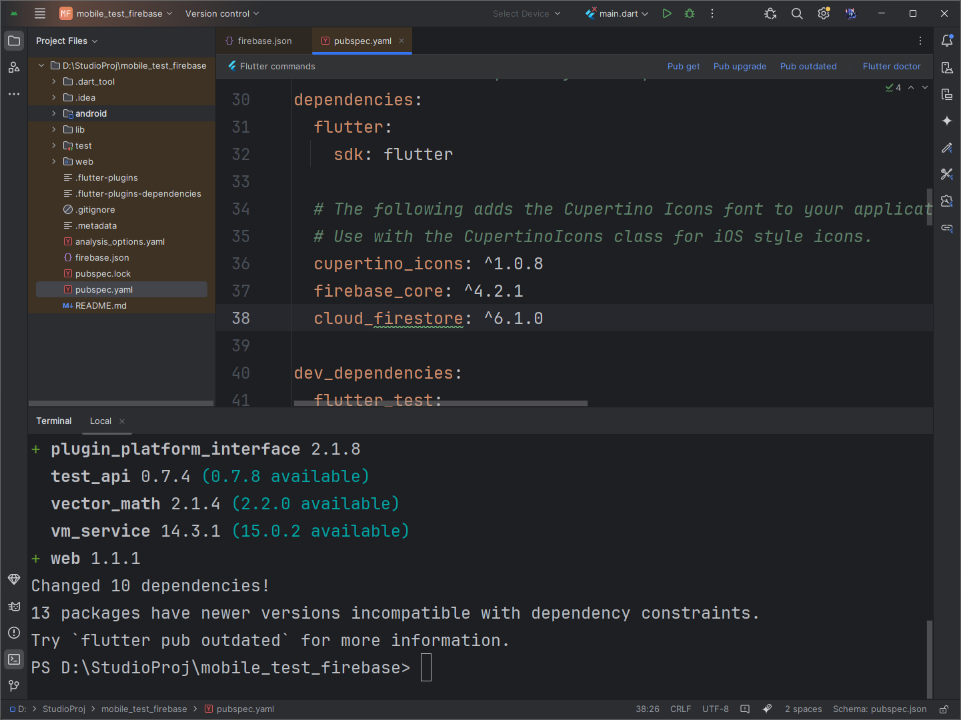 MF mobile_test_firebase Version control Select Device main.dart
Project Files
firebase.json pubspec.yaml
Flutter commands Pub get Pub upgrade Pub outdated Flutter doctor
D:\StudioProj\mobile_test_firebase
.dart_tool
.idea
android
lib
test
web
.flutter-plugins
.flutter-plugins-dependencies
.gitignore
.metadata
analysis_options.yaml
firebase.json
pubspec.lock
pubspec.yaml
M↓ README.md
4
30 dependencies:
31 flutter:
32 sdk: flutter
33
34 # The following adds the Cupertino Icons font to your applicat
35 # Use with the CupertinoIcons class for iOS style icons.
36 cupertino_icons: ^1.0.8
37 firebase_core: ^4.2.1
38 cloud_firestore: ^6.1.0
39
40 dev_dependencies:
41 flutter_test:
Terminal Local
+ plugin_platform_interface 2.1.8
test_api 0.7.4 (0.7.8 available)
vector_math 2.1.4 (2.2.0 available)
vm_service 14.3.1 (15.0.2 available)
+ web 1.1.1
Changed 10 dependencies!
13 packages have newer versions incompatible with dependency constraints.
Try `flutter pub outdated` for more information.
PS D:\StudioProj\mobile_test_firebase>
D: > StudioProj > mobile_test_firebase > pubspec.yaml 38:26 CRLF UTF-8 2 spaces Schema: pubspec.json